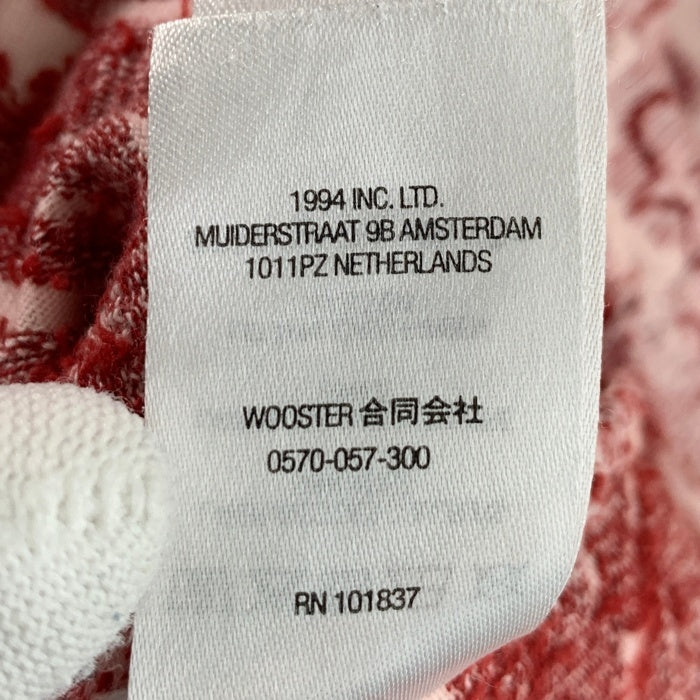 1994 INC. LTD.
MUIDERSTRAAT 9B AMSTERDAM
1011PZ NETHERLANDS
WOOSTER 合同会社
0570-057-300
RN 101837